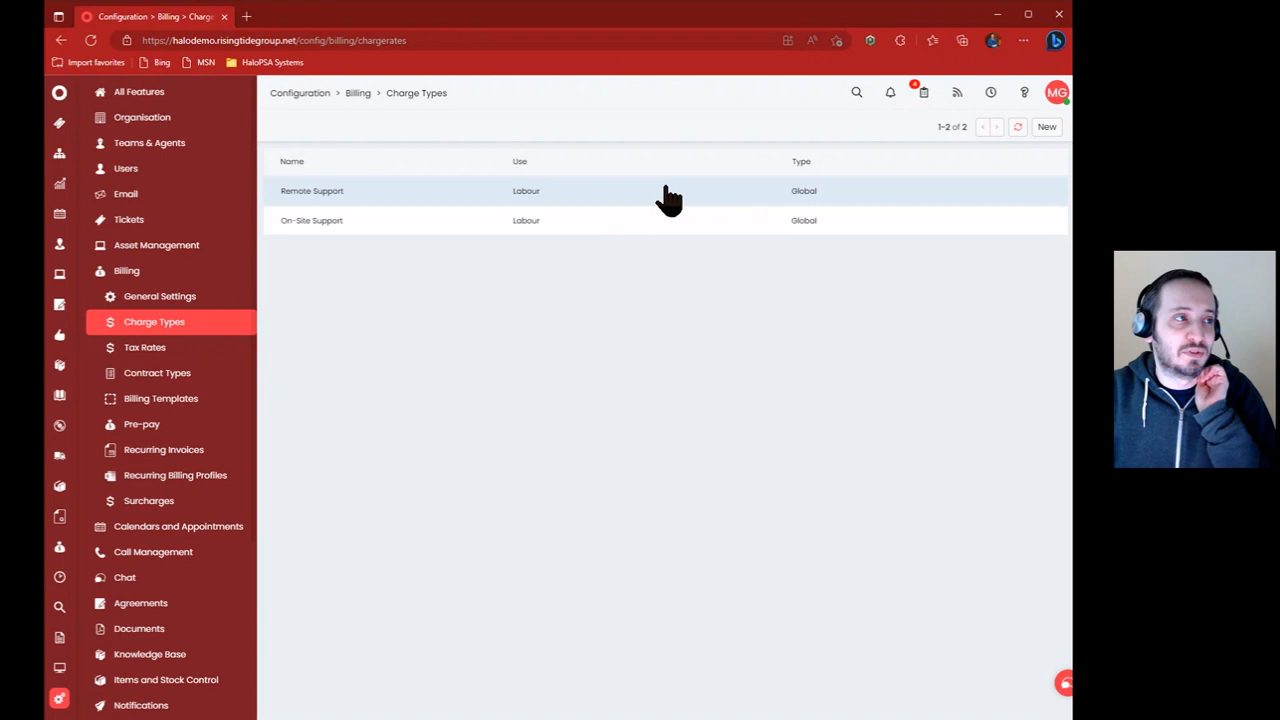 Configuration > Billing > Charg
https://halodemo.risingtidegroup.net/config/billing/chargerates
Import favorites
Bing
MSN
HaloPSA Systems
All Features
Organisation
Teams & Agents
Users
Email
Tickets
Asset Management
Billing
General Settings
Charge Types
Tax Rates
Contract Types
Billing Templates
Pre-pay
Recurring Invoices
Recurring Billing Profiles
Surcharges
Calendars and Appointments
Call Management
Chat
Agreements
Documents
Knowledge Base
Items and Stock Control
Notifications
Configuration > Billing > Charge Types
4
MG
1-2 of 2
New
Name Use Type
Remote Support Labour Global
On-Site Support Labour Global